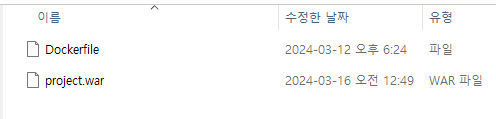 이름 수정한 날짜 유형
Dockerfile 2024-03-12 오후 6:24 파일
project.war 2024-03-16 오전 12:49 WAR 파일